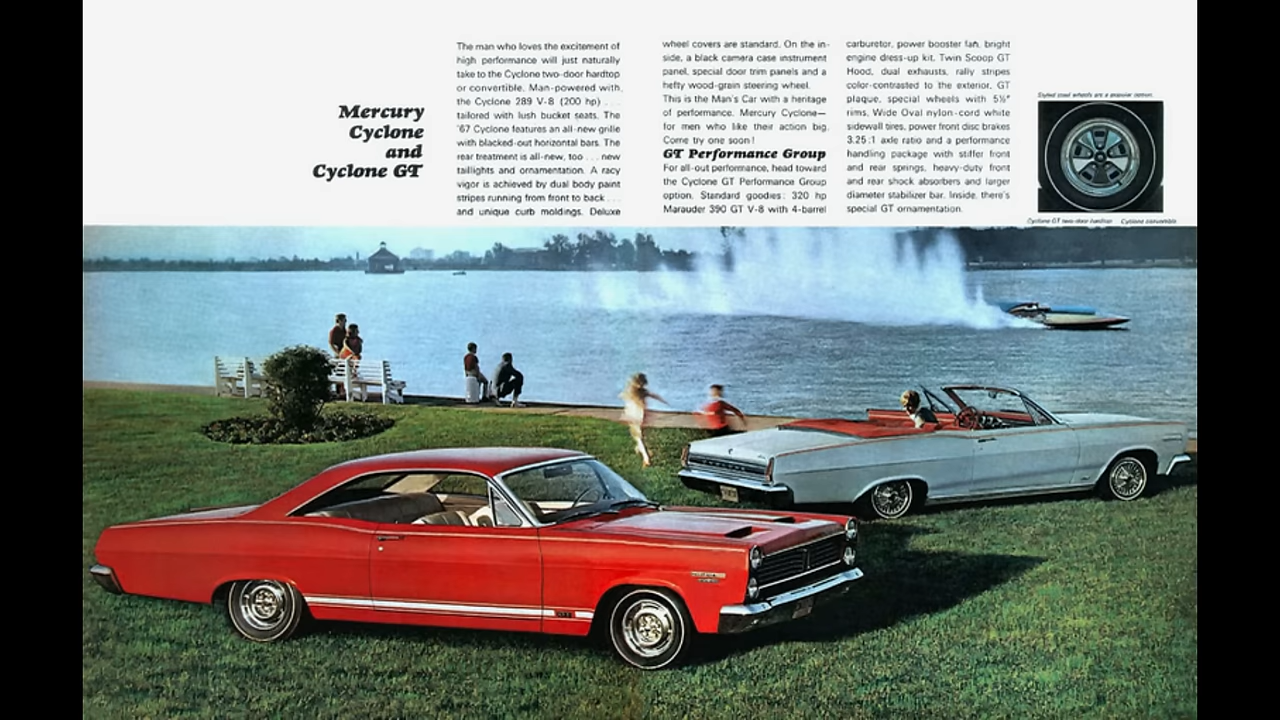 Mercury
Cyclone
and
Cyclone GT
The man who loves the excitement of
high performance will just naturally
take to the Cyclone two-door hardtop
or convertible. Man-powered with
the Cyclone 289 V-8 (200 hp) . . .
tailored with lush bucket seats. The
'67 Cyclone features an all-new grille
with blacked-out horizontal bars. The
rear treatment is all-new, too . . . new
taillights and ornamentation. A racy
vigor is achieved by dual body paint
stripes running from front to back . . .
and unique curb moldings. Deluxe
wheel covers are standard. On the in-
side, a black camera case instrument
panel, special door trim panels and a
hefty wood-grain steering wheel.
This is the Man's Car with a heritage
of performance. Mercury Cyclone—
for men who like their action big.
Come try one soon!
GT Performance Group
For all-out performance, head toward
the Cyclone GT Performance Group
option. Standard goodies: 320 hp
Marauder 390 GT V-8 with 4-barrel
carburetor, power booster fan, bright
engine dress-up kit, Twin Scoop GT
Hood, dual exhausts, rally stripes
color-contrasted to the exterior, GT
plaque, special wheels with 5½"
rims, Wide Oval nylon-cord white
sidewall tires, power front disc brakes
3.25:1 axle ratio and a performance
handling package with stiffer front
and rear springs, heavy-duty front
and rear shock absorbers and larger
diameter stabilizer bar. Inside, there's
special GT ornamentation.
Styled steel wheels are a popular option.
Cyclone GT two-door hardtop Cyclone convertible